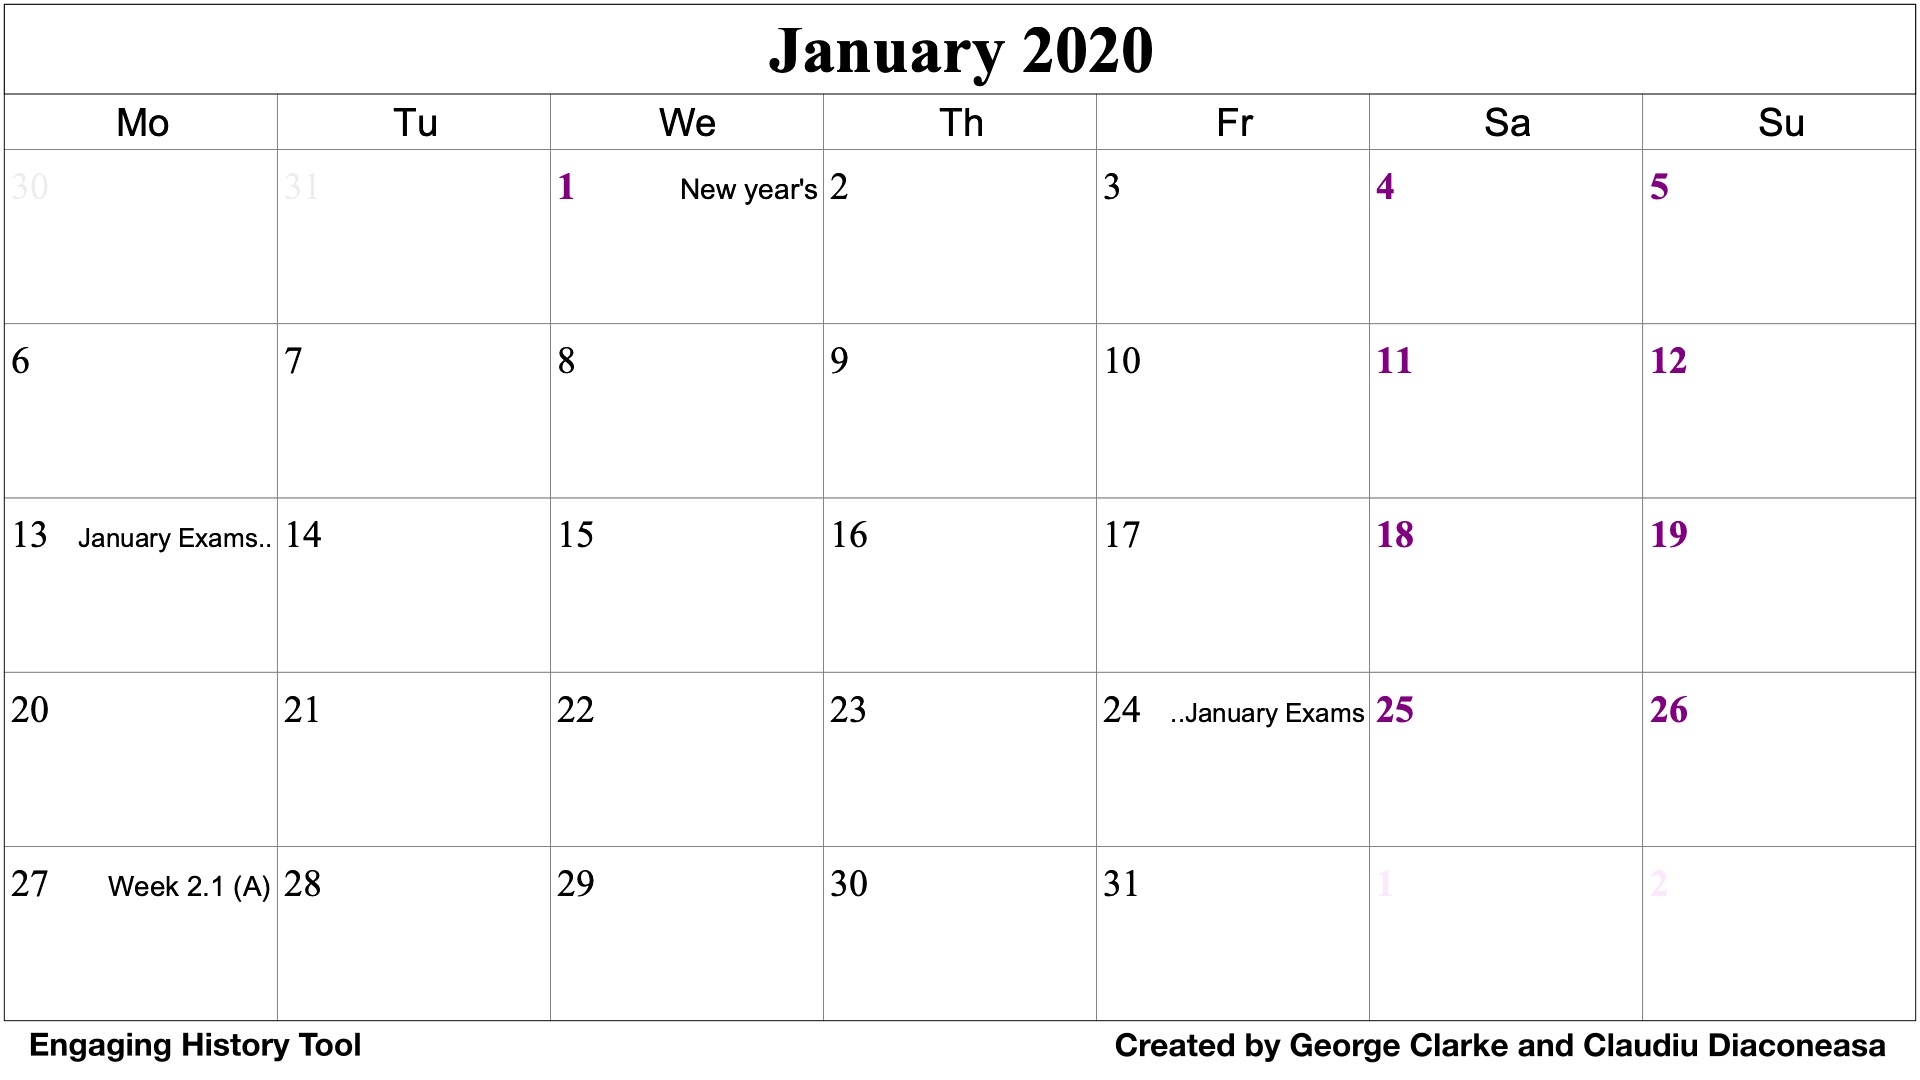 January 2020
Mo Tu We Th Fr Sa Su
30 31 1 New year's 2 3 4 5
6 7 8 9 10 11 12
13 January Exams.. 14 15 16 17 18 19
20 21 22 23 24 ..January Exams 25 26
27 Week 2.1 (A) 28 29 30 31 1 2
Engaging History Tool Created by George Clarke and Claudiu Diaconeasa